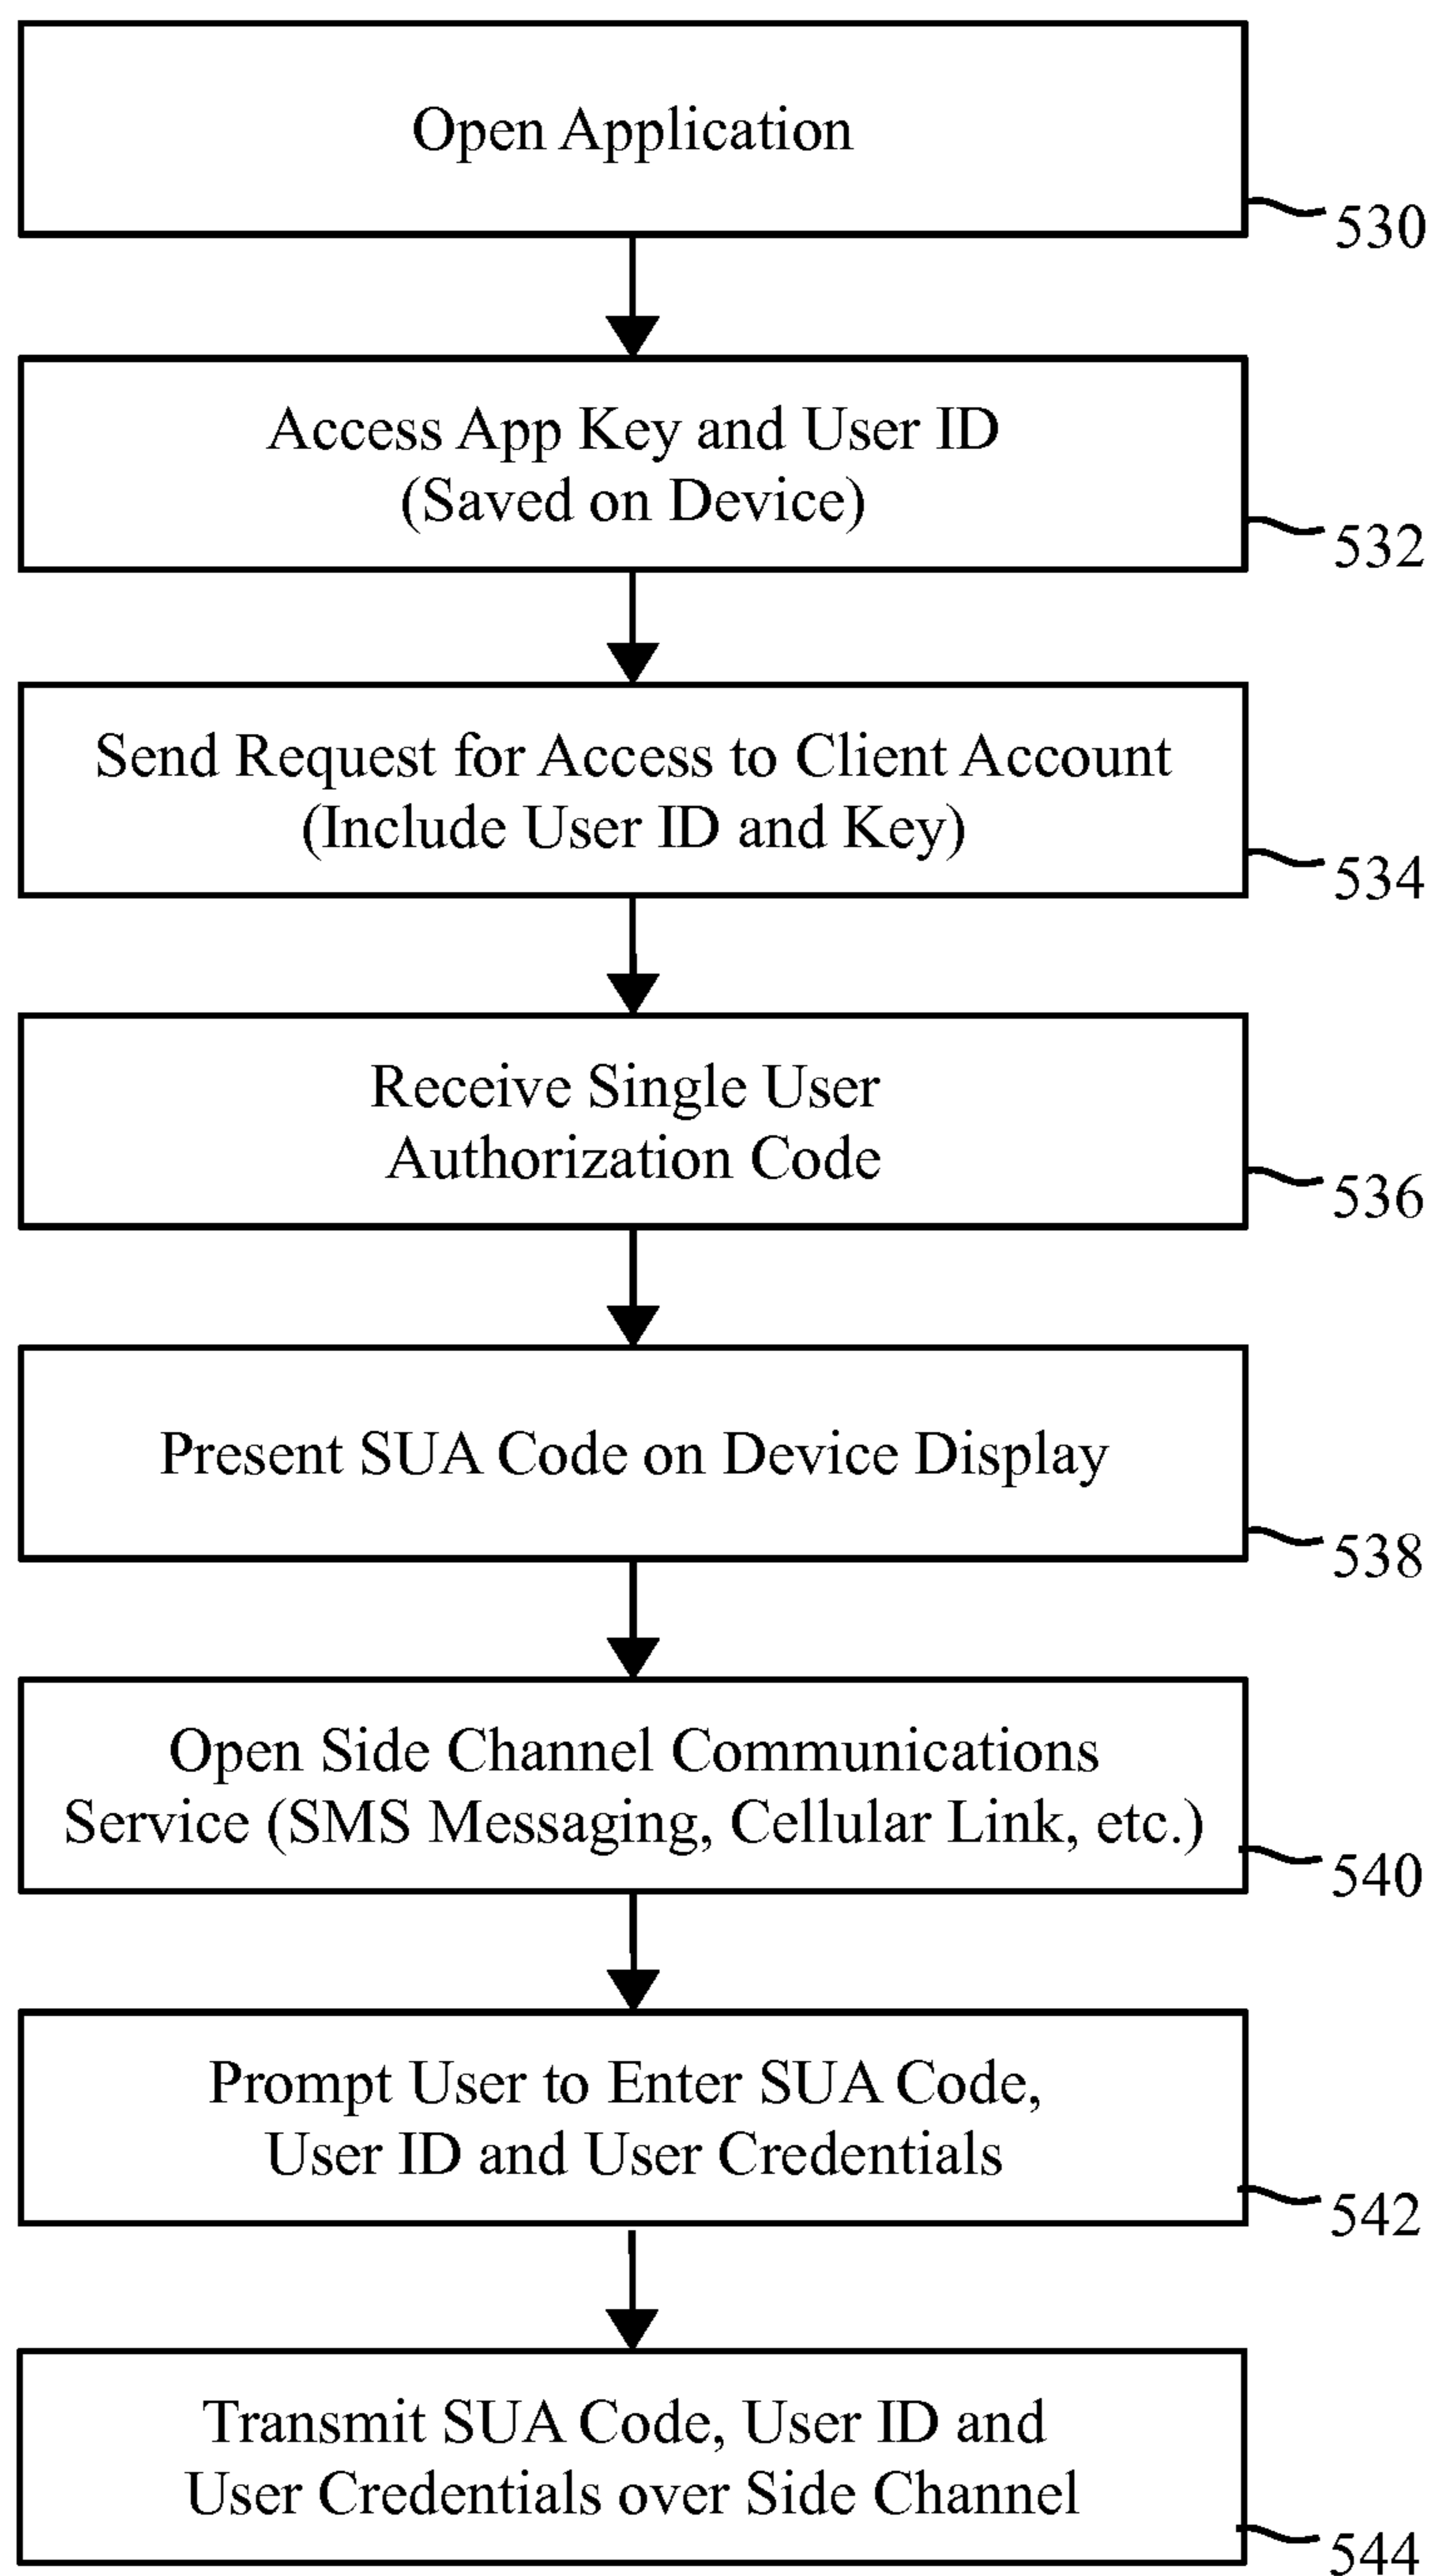 Open Application
530
Access App Key and User ID
(Saved on Device)
532
Send Request for Access to Client Account
(Include User ID and Key)
534
Receive Single User
Authorization Code
536
Present SUA Code on Device Display
538
Open Side Channel Communications
Service (SMS Messaging, Cellular Link, etc.)
540
Prompt User to Enter SUA Code,
User ID and User Credentials
542
Transmit SUA Code, User ID and
User Credentials over Side Channel
544